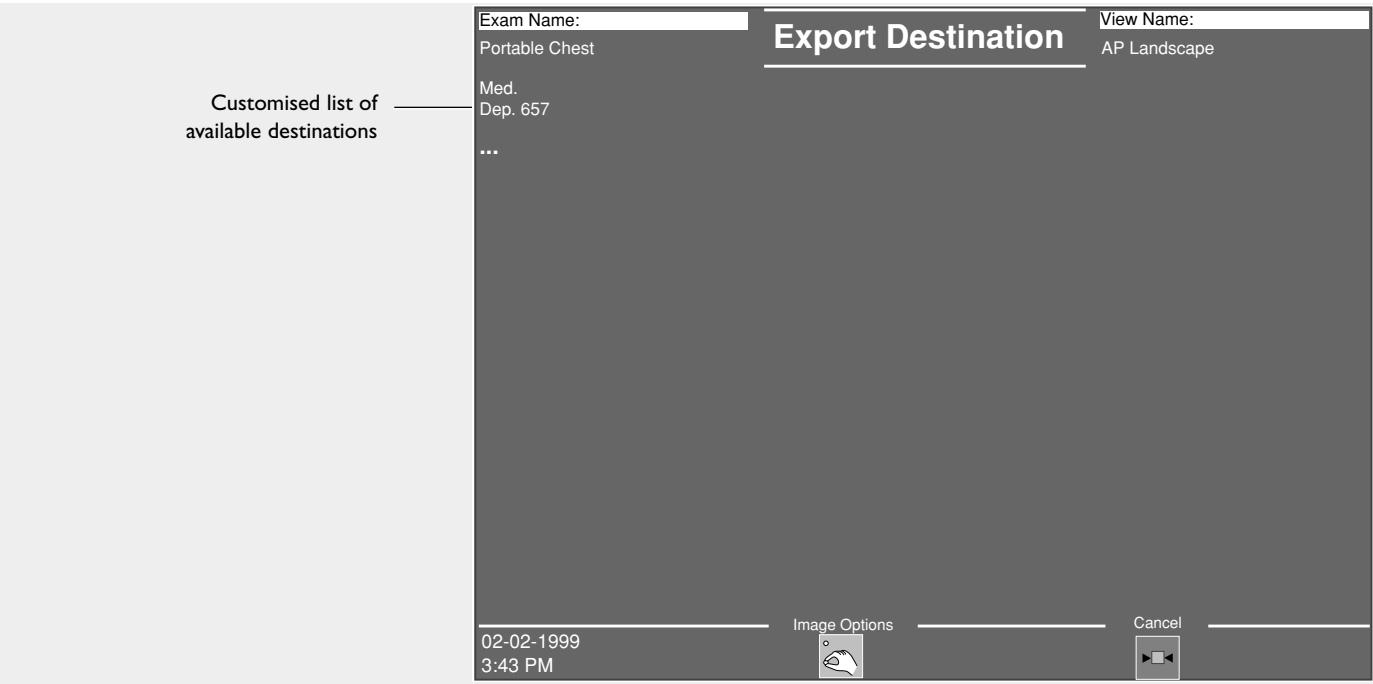 Exam Name:
Export Destination
View Name:
Portable Chest
AP Landscape
Customised list of
available destinations
Med.
Dep. 657
...
Image Options
Cancel
02-02-1999
3:43 PM